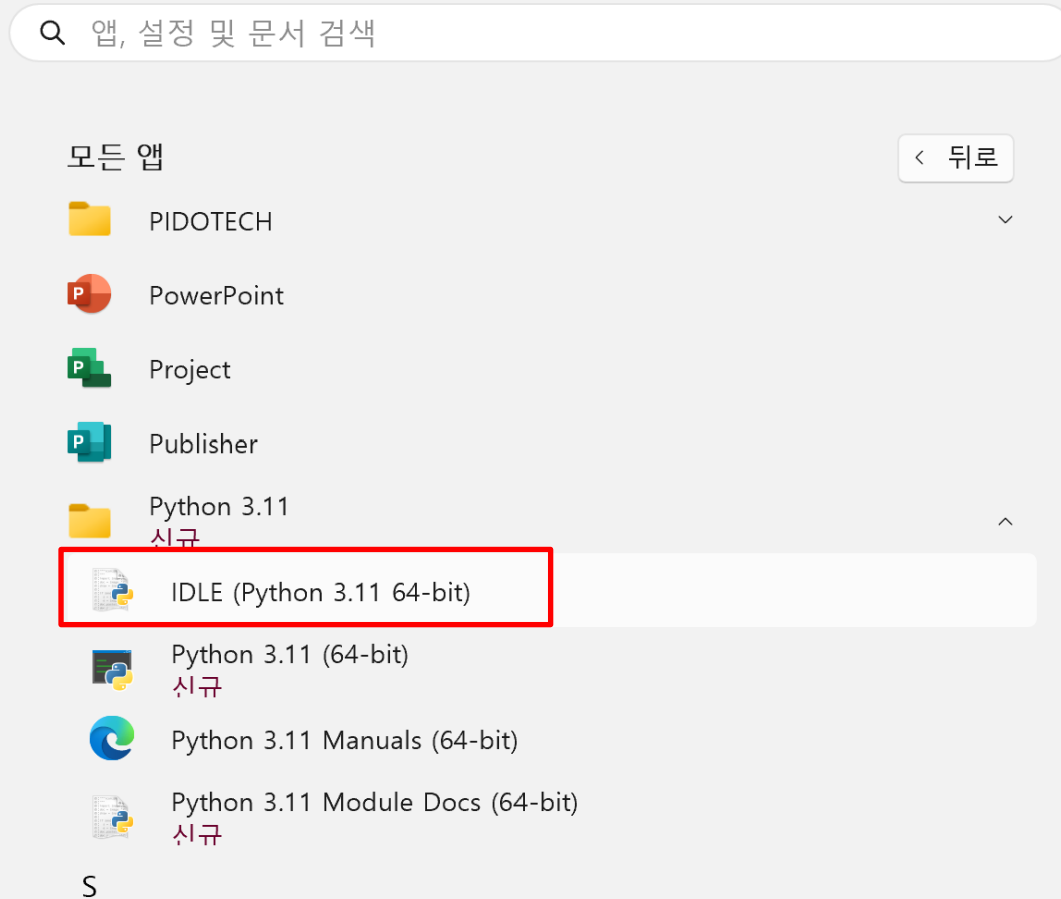 앱, 설정 및 문서 검색
모든 앱
뒤로
PIDOTECH
PowerPoint
Project
Publisher
Python 3.11
신규
IDLE (Python 3.11 64-bit)
Python 3.11 (64-bit)
신규
Python 3.11 Manuals (64-bit)
Python 3.11 Module Docs (64-bit)
신규
S